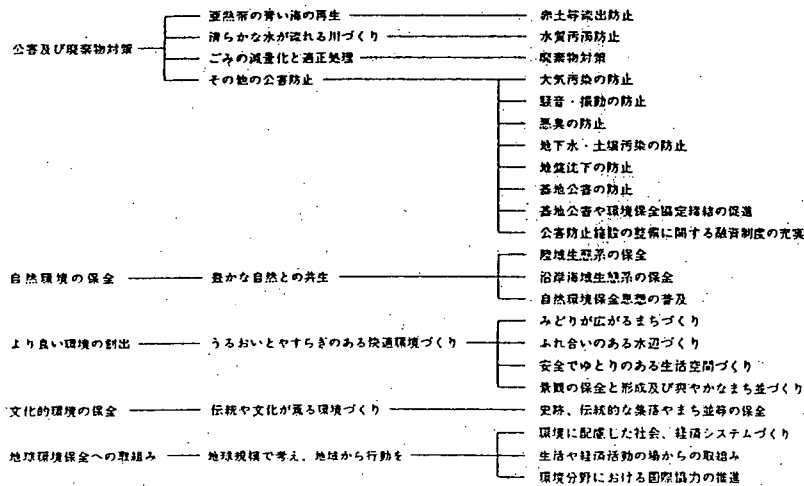 亜熱帯の青い海の再生 赤土等流出防止
清らかな水が流れる川づくり 水質汚濁防止
公害及び廃棄物対策
ごみの減量化と適正処理 廃棄物対策
その他の公害防止 大気汚染の防止
騒音・振動の防止
悪臭の防止
地下水・土壌汚染の防止
地盤沈下の防止
基地公害の防止
基地公害や環境保全協定締結の促進
公害防止施設の整備に関する融資制度の充実
陸域生態系の保全
自然環境の保全 豊かな自然との共生 沿岸海域生態系の保全
自然環境保全思想の普及
みどりが広がるまちづくり
より良い環境の創出 うるおいとやすらぎのある快適環境づくり ふれ合いのある水辺づくり
安全でゆとりのある生活空間づくり
景観の保全と形成及び爽やかなまち並づくり
文化的環境の保全 伝統や文化が薫る環境づくり 史跡、伝統的な集落やまち並等の保全
環境に配慮した社会、経済システムづくり
地球環境保全への取組み 地球規模で考え、地域から行動を 生活や経済活動の場からの取組み
環境分野における国際協力の推進